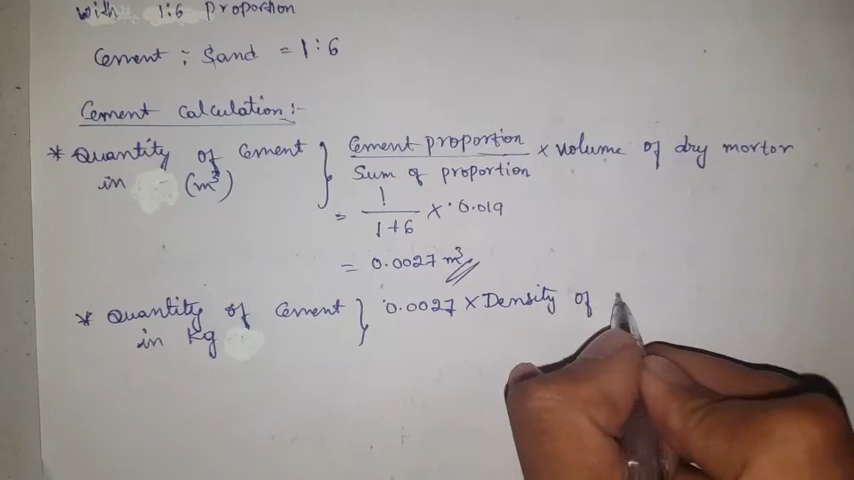 with 1:6 Proportion
Cement : Sand = 1:6
Cement Calculation:-
* Quantity of Cement in (m³) } Cement proportion / Sum of proportion × Volume of dry mortor
= 1 / 1+6 × 0.019
= 0.0027 m³
* Quantity of Cement in Kg } 0.0027 × Density of